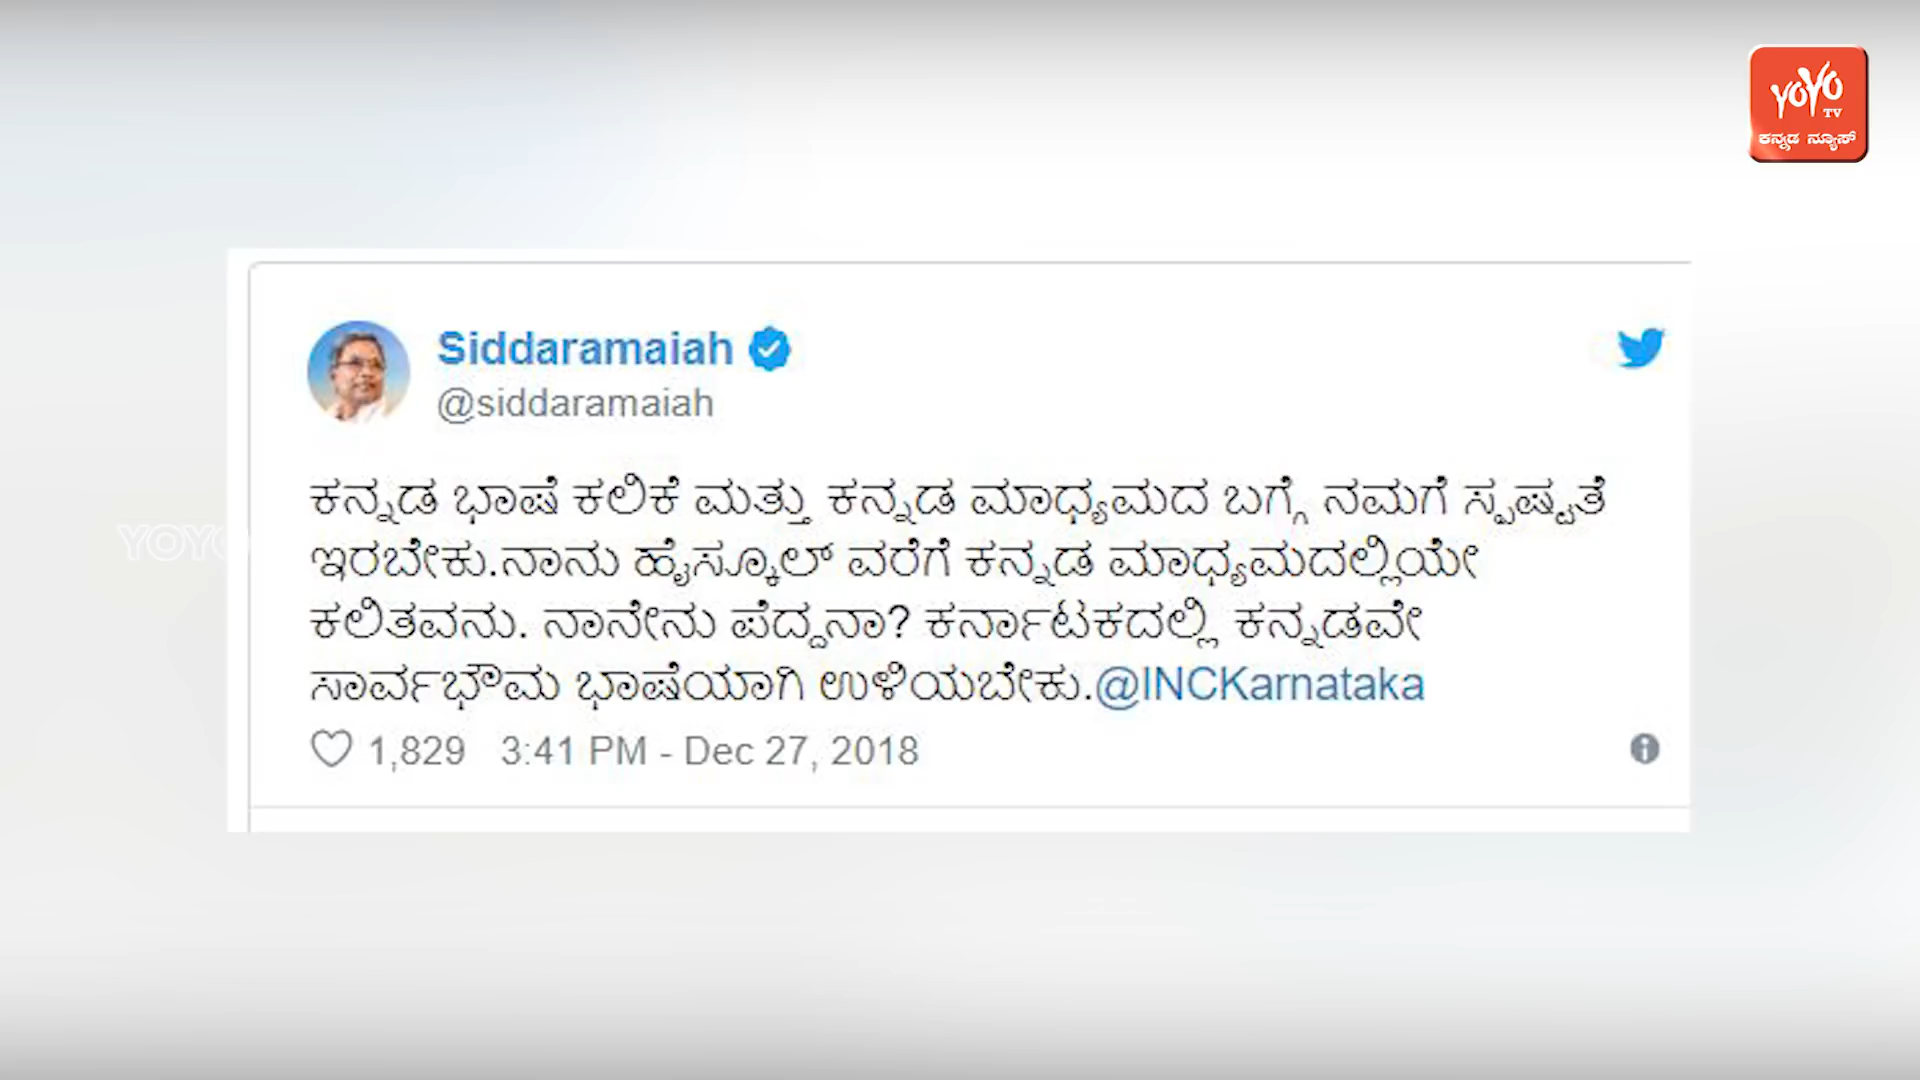 YOYO
TV
ಕನ್ನಡ ನ್ಯೂಸ್
Siddaramaiah
@siddaramaiah
ಕನ್ನಡ ಭಾಷೆ ಕಲಿಕೆ ಮತ್ತು ಕನ್ನಡ ಮಾಧ್ಯಮದ ಬಗ್ಗೆ ನಮಗೆ ಸ್ಪಷ್ಟತೆ
ಇರಬೇಕು.ನಾನು ಹೈಸ್ಕೂಲ್ ವರೆಗೆ ಕನ್ನಡ ಮಾಧ್ಯಮದಲ್ಲಿಯೇ
ಕಲಿತವನು. ನಾನೇನು ಪೆದ್ದನಾ? ಕರ್ನಾಟಕದಲ್ಲಿ ಕನ್ನಡವೇ
ಸಾರ್ವಭೌಮ ಭಾಷೆಯಾಗಿ ಉಳಿಯಬೇಕು.@INCKarnataka
1,829 3:41 PM - Dec 27, 2018
YOYO